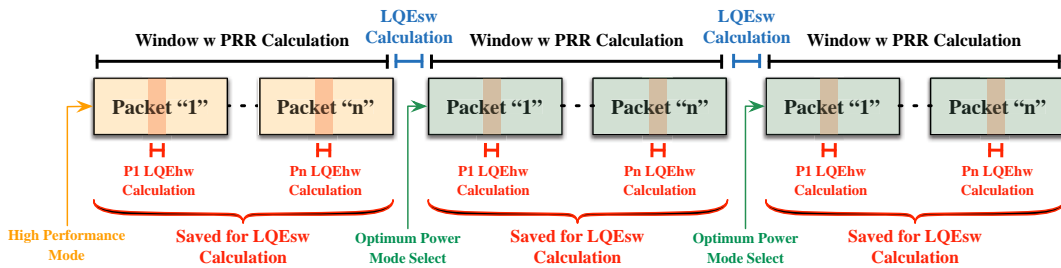 LQEsw
Calculation
LQEsw
Calculation
Window w PRR Calculation
Window w PRR Calculation
Window w PRR Calculation
Packet “1”
Packet “n”
Packet “1”
Packet “n”
Packet “1”
Packet “n”
P1 LQEhw
Calculation
Pn LQEhw
Calculation
P1 LQEhw
Calculation
Pn LQEhw
Calculation
P1 LQEhw
Calculation
Pn LQEhw
Calculation
High Performance
Mode
Saved for LQEsw
Calculation
Optimum Power
Mode Select
Saved for LQEsw
Calculation
Optimum Power
Mode Select
Saved for LQEsw
Calculation